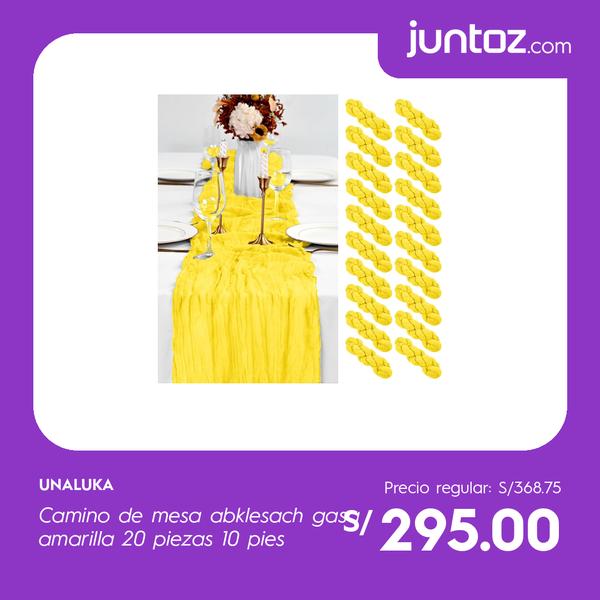 juntoz.com
UNALUKA
Camino de mesa abklesach gasa
amarilla 20 piezas 10 pies
Precio regular: S/368.75
S/ 295.00